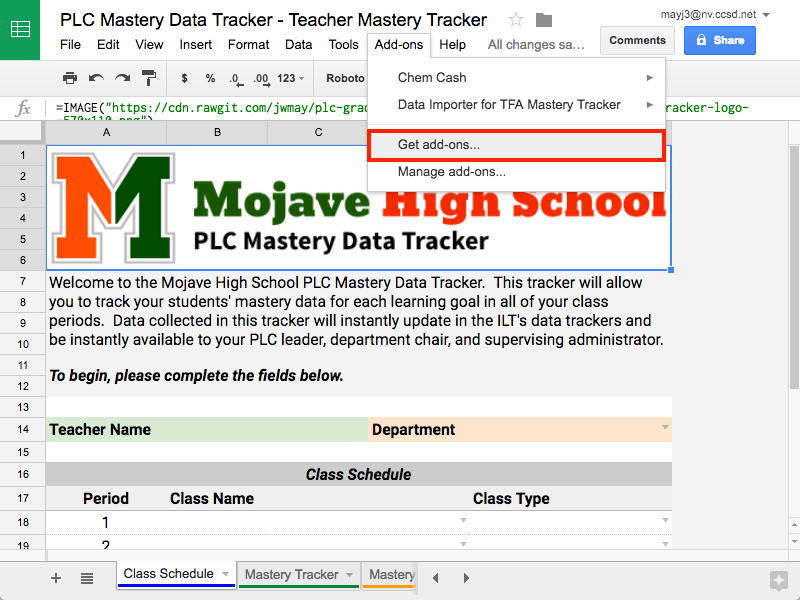 PLC Mastery Data Tracker - Teacher Mastery Tracker
mayj3@nv.ccsd.net
File Edit View Insert Format Data Tools Add-ons Help All changes sa...
Comments
Share
$ % .0 .00 123 Roboto
Chem Cash
Data Importer for TFA Mastery Tracker
Get add-ons...
Manage add-ons...
fx =IMAGE("https://cdn.rawgit.com/jwmay/plc-grad racker-logo-
570x110.png")
A B C
1
2
3
4
5
6
M Mojave High School
PLC Mastery Data Tracker
7 Welcome to the Mojave High School PLC Mastery Data Tracker. This tracker will allow
8 you to track your students' mastery data for each learning goal in all of your class
9 periods. Data collected in this tracker will instantly update in the ILT's data trackers and
10 be instantly available to your PLC leader, department chair, and supervising administrator.
11
12 To begin, please complete the fields below.
13
14 Teacher Name Department
15
16 Class Schedule
17 Period Class Name Class Type
18 1
19 2
+ Class Schedule Mastery Tracker Mastery